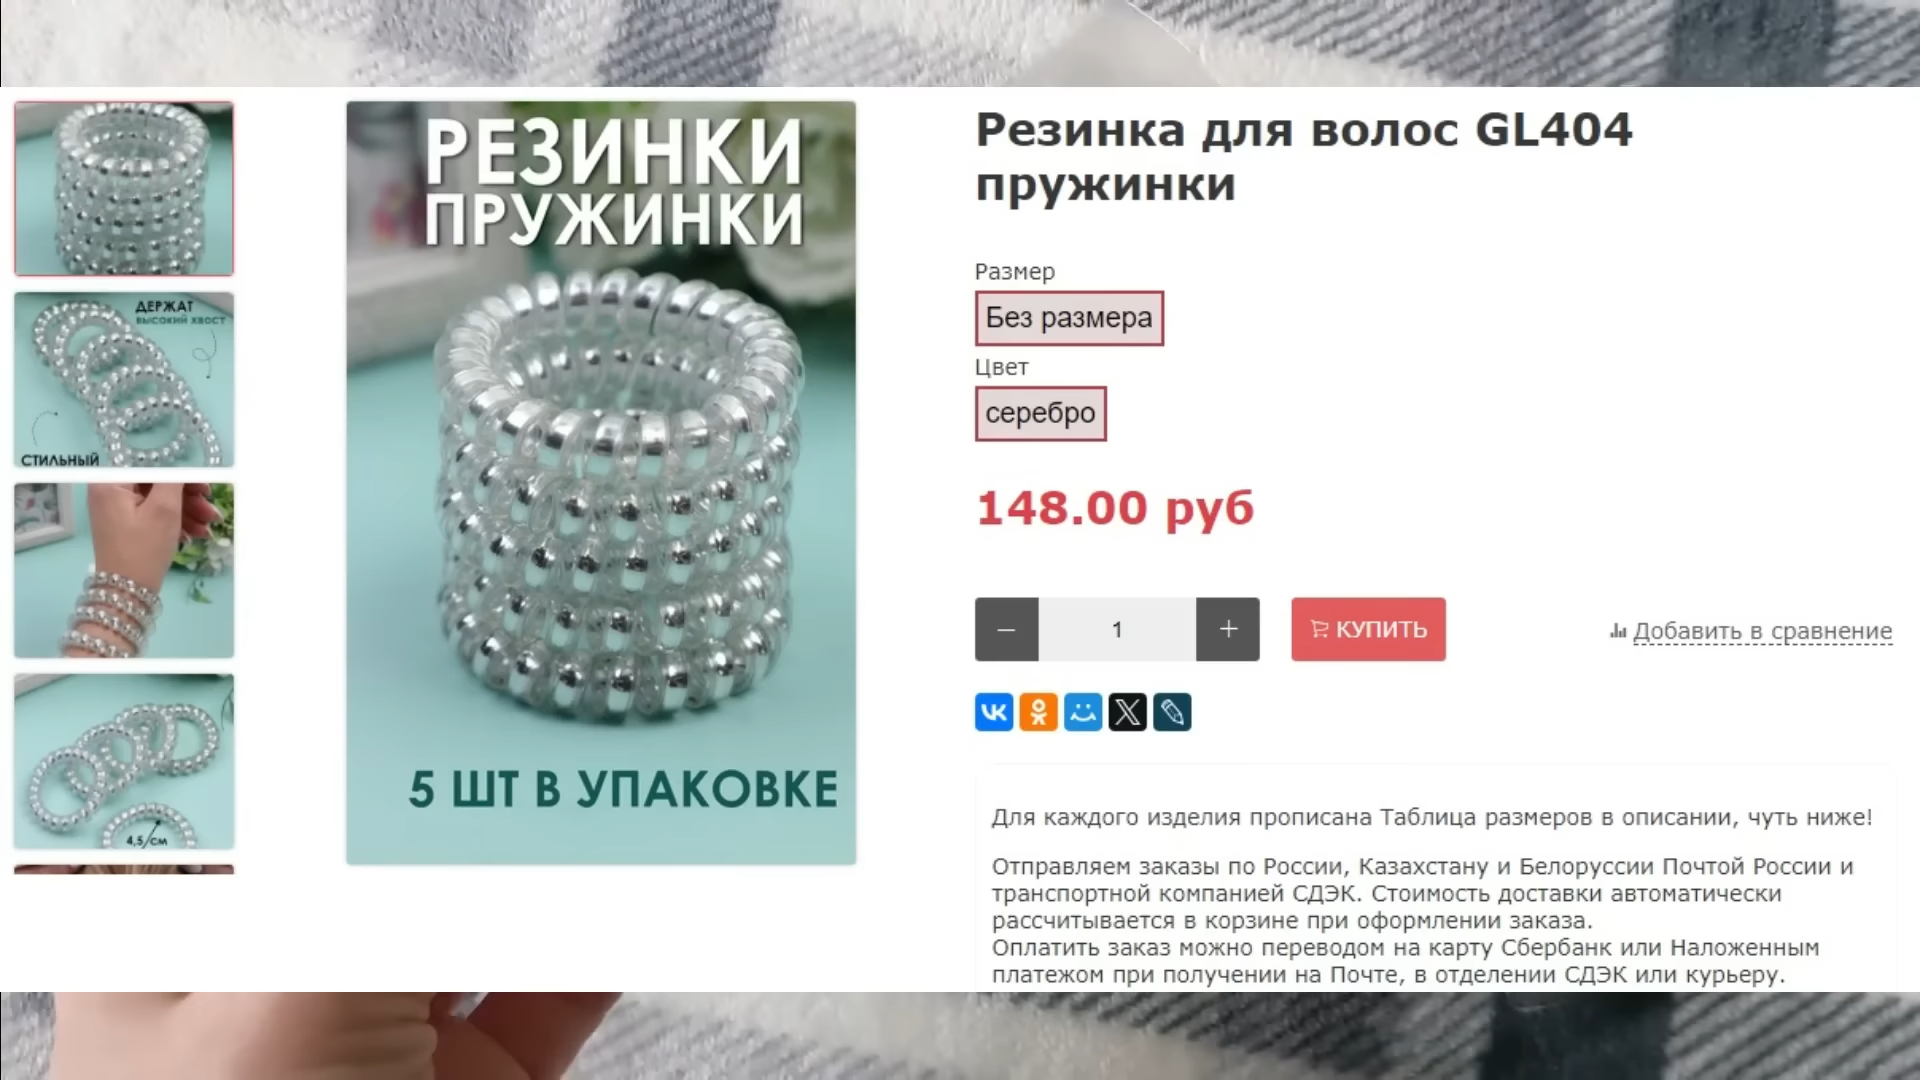 РЕЗИНКИ
ПРУЖИНКИ
5 ШТ В УПАКОВКЕ
ДЕРЖАТ
ВЫСОКИЙ ХВОСТ
СТИЛЬНЫЙ
4,5 СМ
Резинка для волос GL404
пружинки
Размер
Без размера
Цвет
серебро
148.00 руб
– 1 + КУПИТЬ
Добавить в сравнение
Для каждого изделия прописана Таблица размеров в описании, чуть ниже!
Отправляем заказы по России, Казахстану и Белоруссии Почтой России и
транспортной компанией СДЭК. Стоимость доставки автоматически
рассчитывается в корзине при оформлении заказа.
Оплатить заказ можно переводом на карту Сбербанк или Наложенным
платежом при получении на Почте, в отделении СДЭК или курьеру.